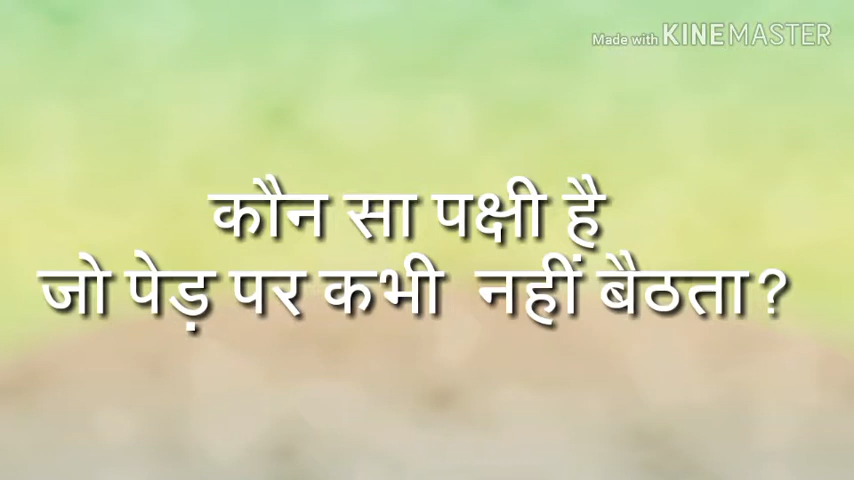 Made with KINEMASTER
कौन सा पक्षी है
जो पेड़ पर कभी नहीं बैठता?